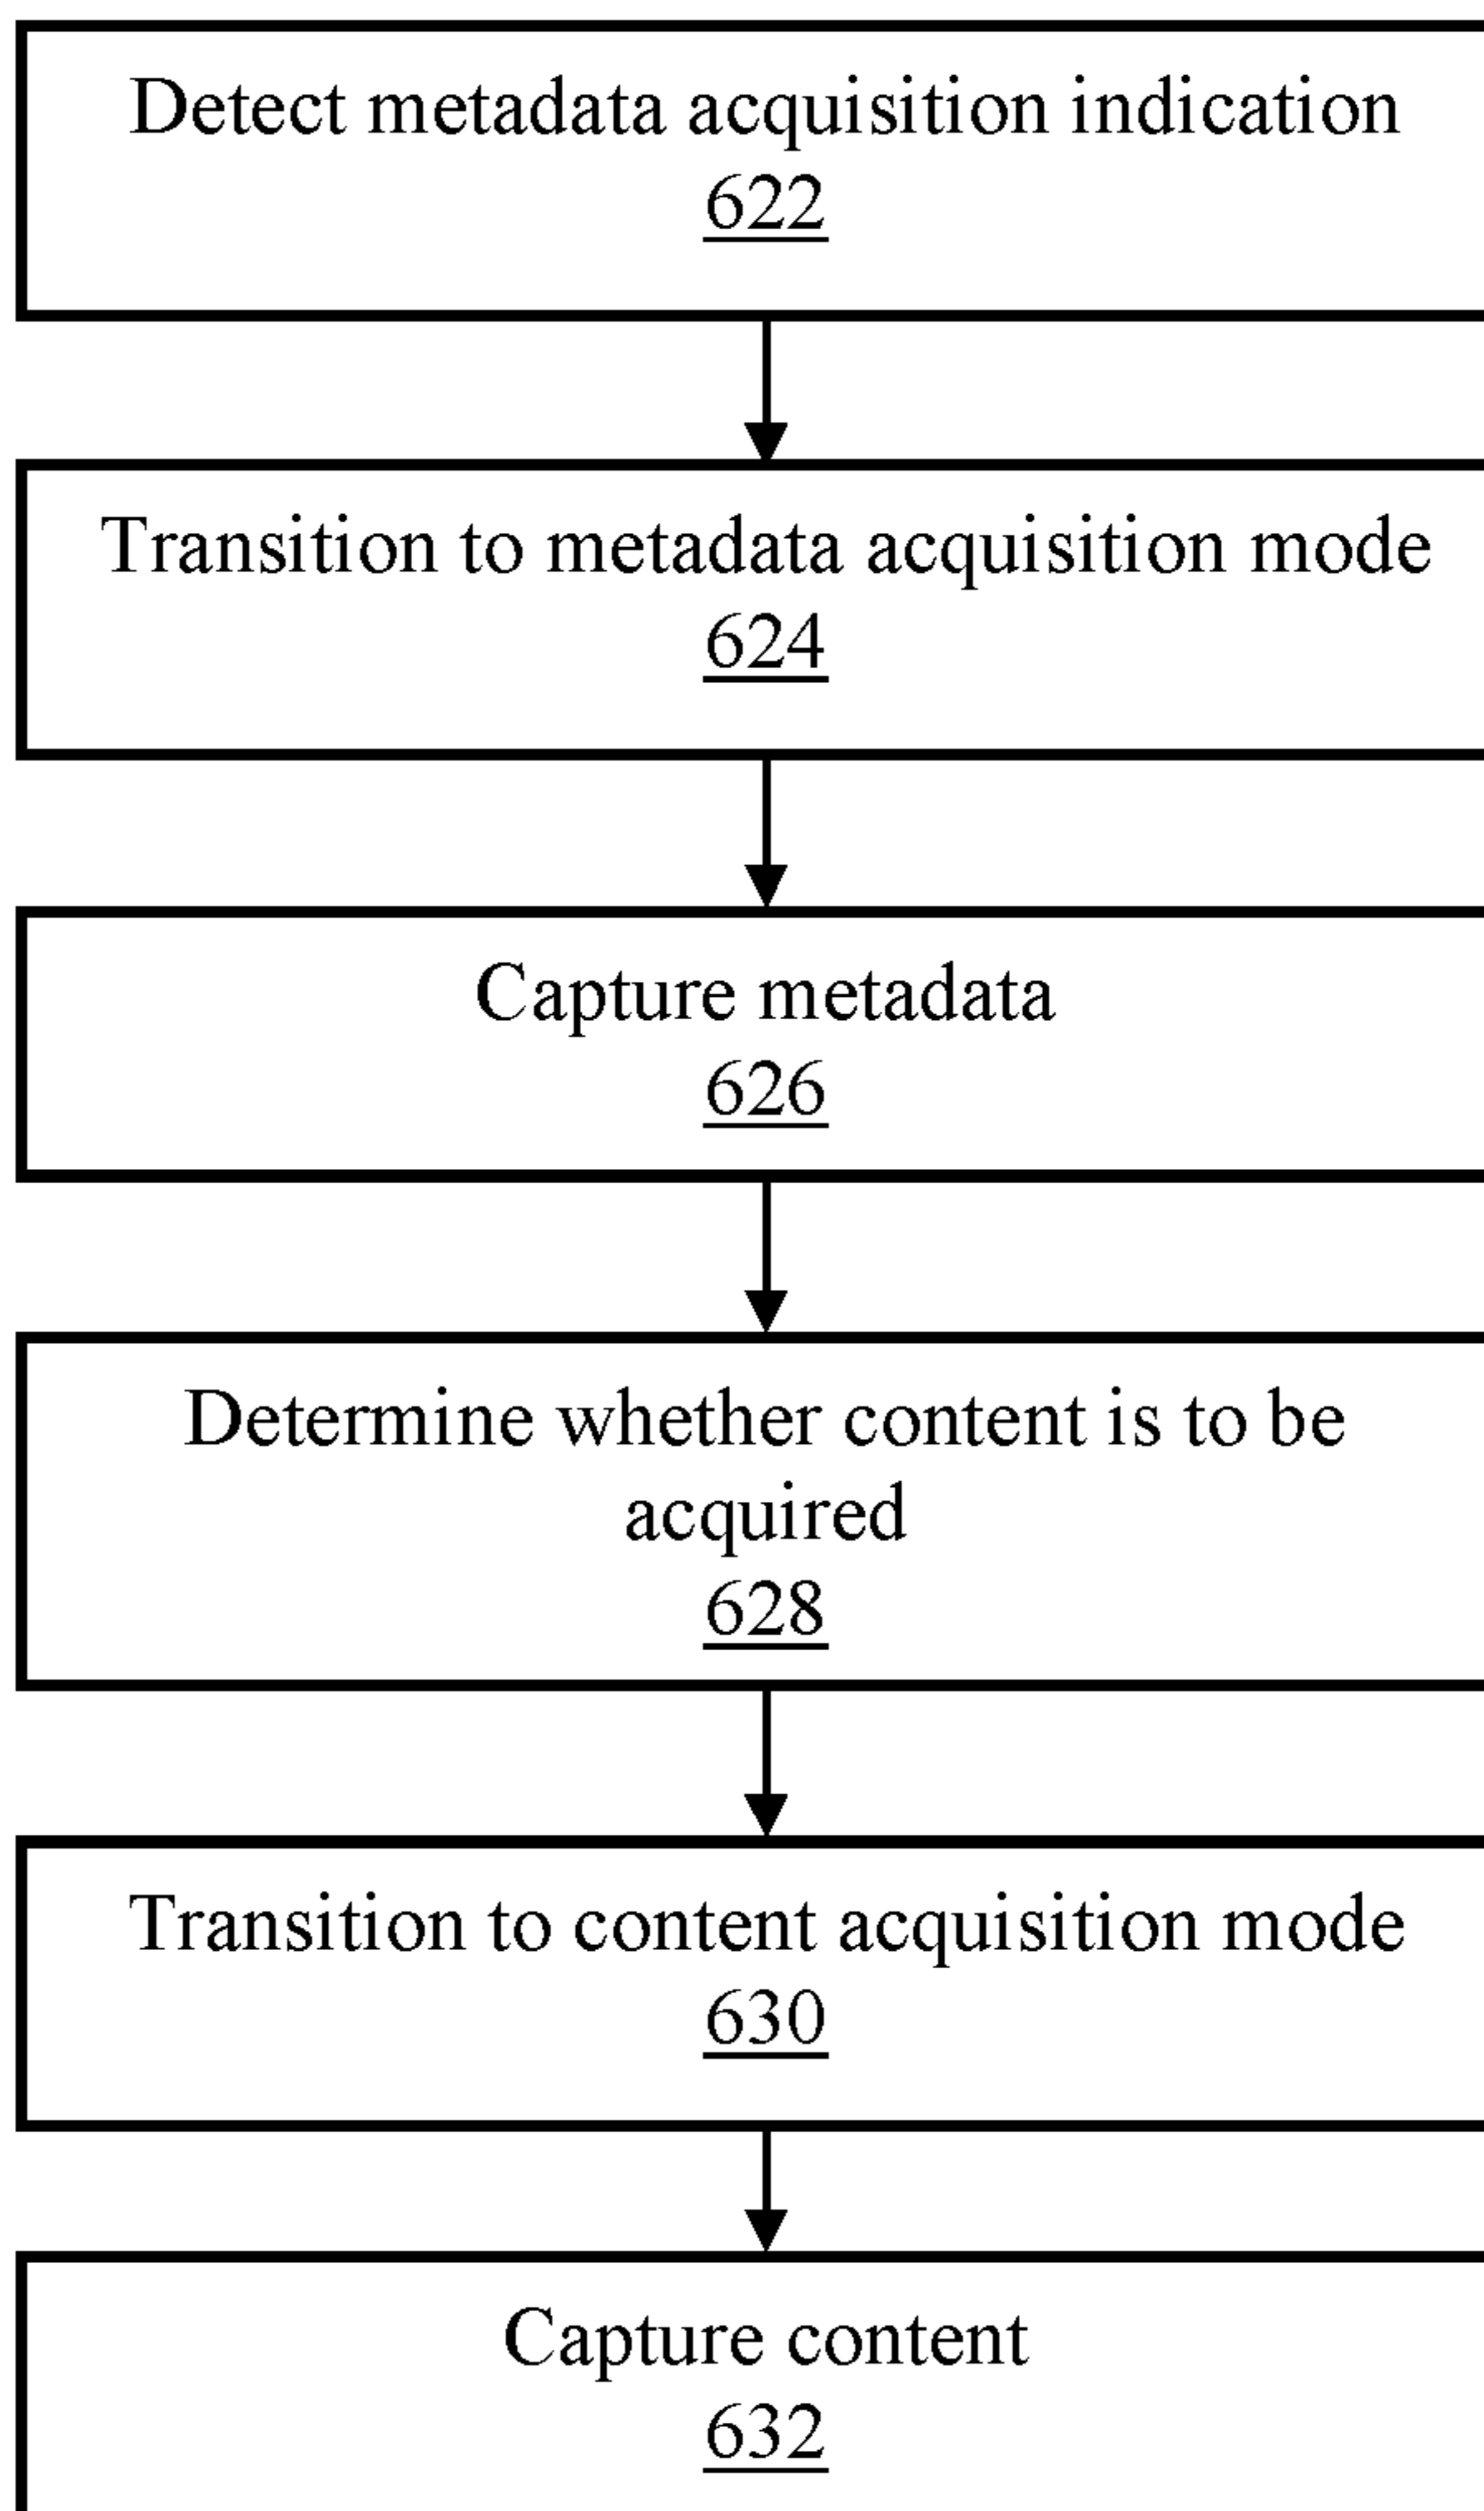 Detect metadata acquisition indication
622
Transition to metadata acquisition mode
624
Capture metadata
626
Determine whether content is to be
acquired
628
Transition to content acquisition mode
630
Capture content
632